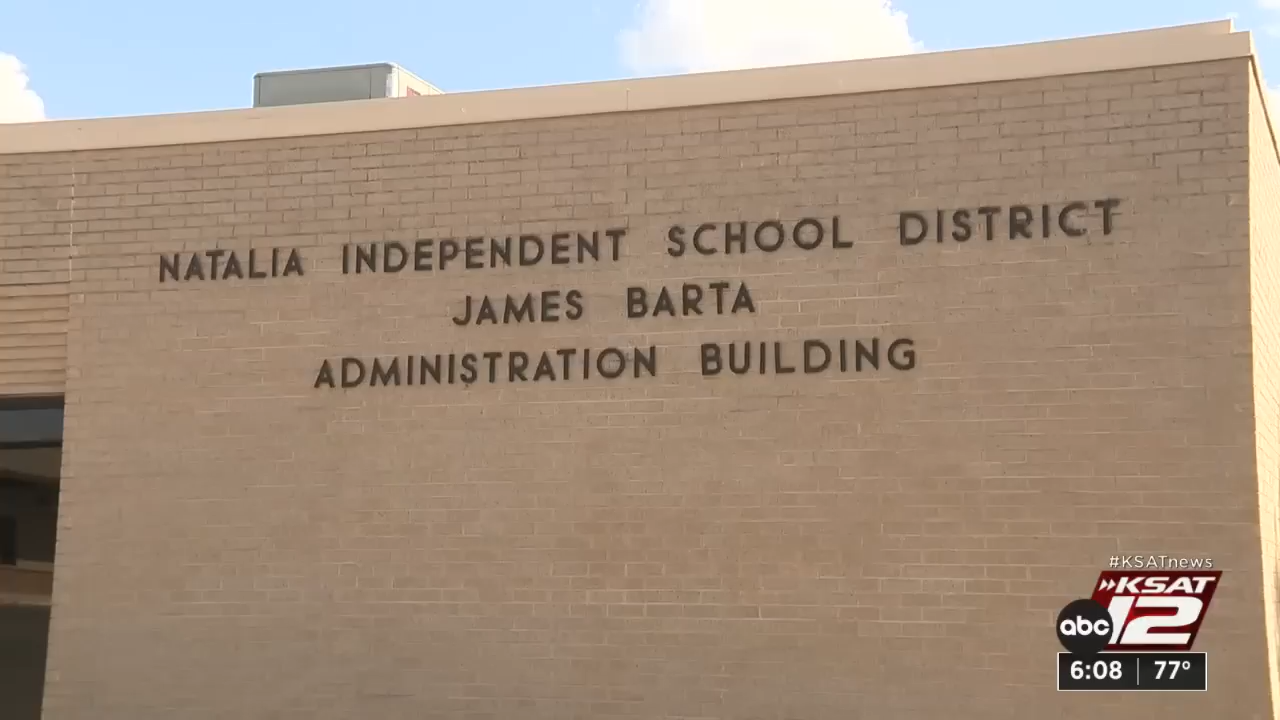 NATALIA INDEPENDENT SCHOOL DISTRICT
JAMES BARTA
ADMINISTRATION BUILDING
#KSATnews
KSAT
abc 12
6:08 77°